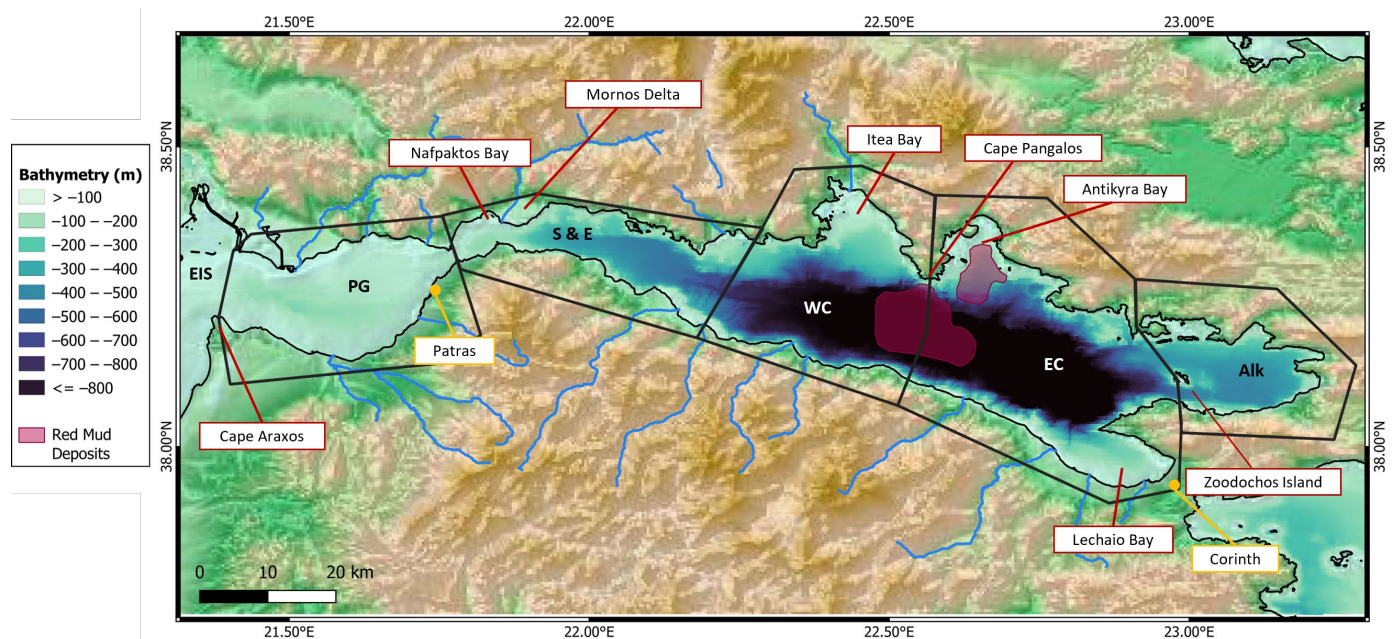 21.50°E
22.00°E
22.50°E
23.00°E
38.50°N
38.00°N
Bathymetry (m)
> −100
-100 – −200
-200 – −300
-300 – −400
-400 – −500
-500 – −600
-600 – −700
-700 – −800
<= -800
Red Mud
Deposits
Mornos Delta
Nafpaktos Bay
Itea Bay
Cape Pangalos
Antikyra Bay
EIS
PG
S & E
WC
EC
Alk
Patras
Cape Araxos
Zoodochos Island
Lechaio Bay
Corinth
0 10 20 km
38.50°N
38.00°N
21.50°E
22.00°E
22.50°E
23.00°E